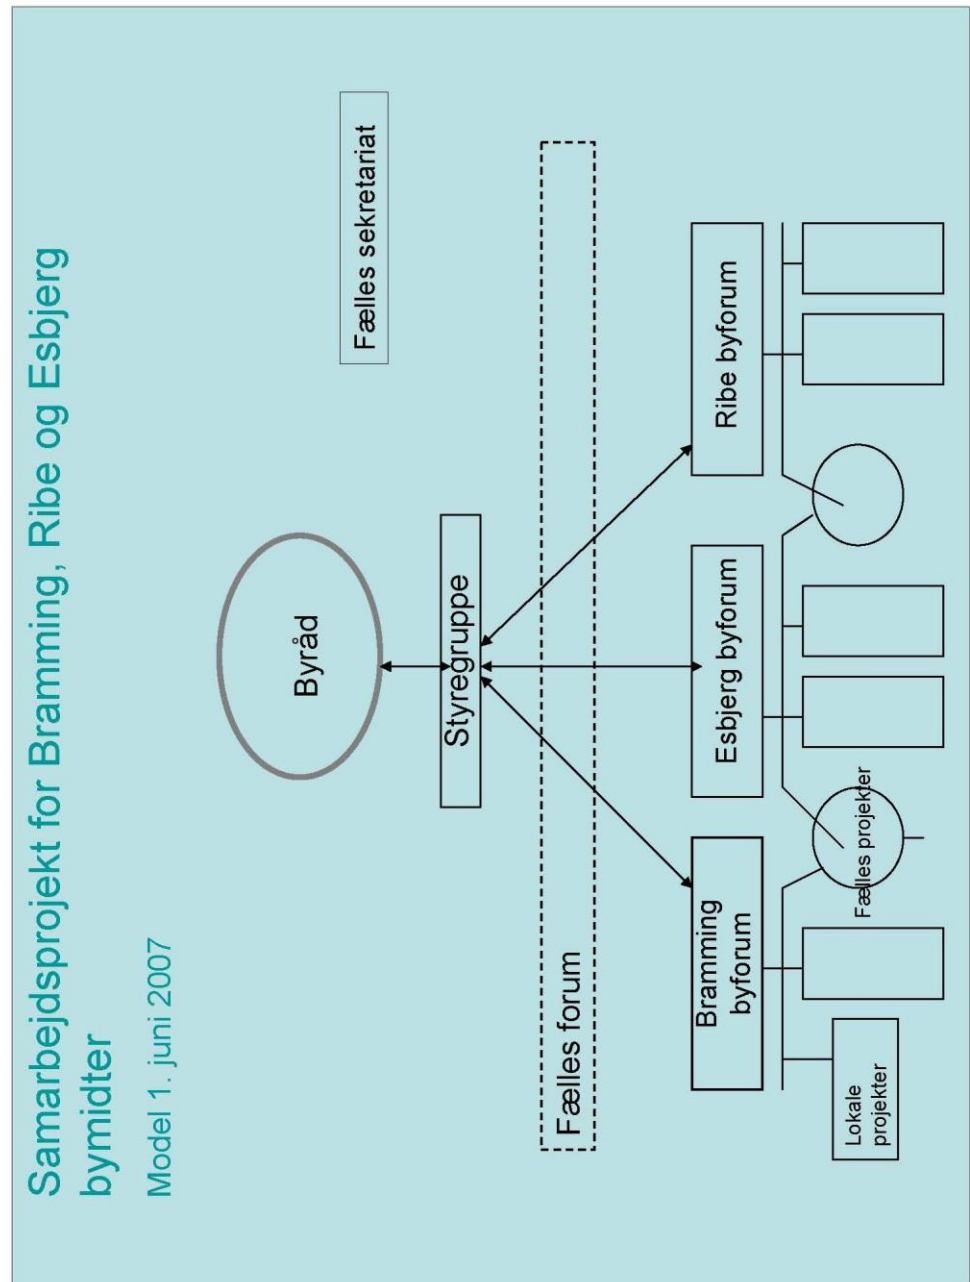 Samarbejdsprojekt for Bramming, Ribe og Esbjerg
bymidter
Model 1. juni 2007
Fælles sekretariat
Byråd
Styregruppe
Fælles forum
Bramming
byforum
Esbjerg byforum
Ribe byforum
Fælles projekter
Lokale
projekter